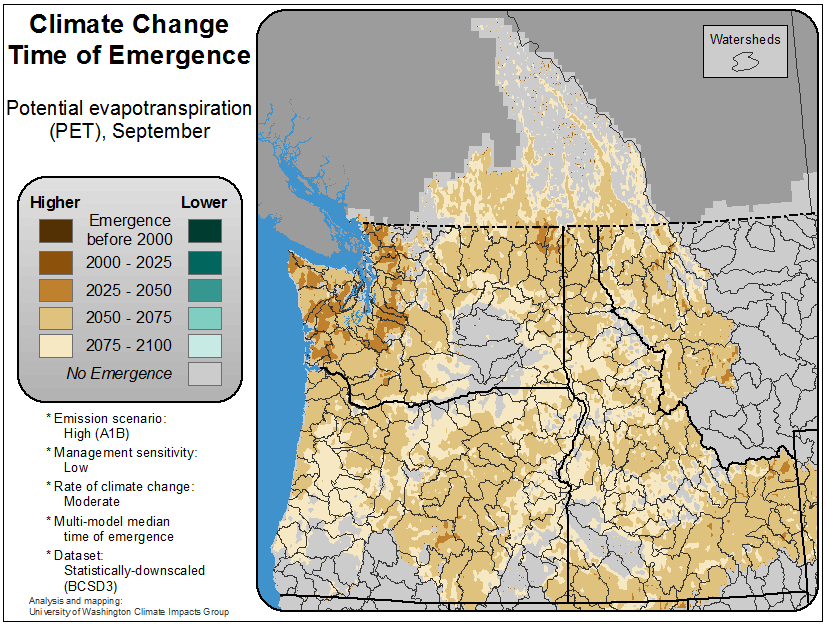 Climate Change
Time of Emergence
Potential evapotranspiration
(PET), September
Higher
Lower
Emergence
before 2000
2000 - 2025
2025 - 2050
2050 - 2075
2075 - 2100
No Emergence
* Emission scenario:
High (A1B)
* Management sensitivity:
Low
* Rate of climate change:
Moderate
* Multi-model median
time of emergence
* Dataset:
Statistically-downscaled
(BCSD3)
Analysis and mapping:
University of Washington Climate Impacts Group
Watersheds